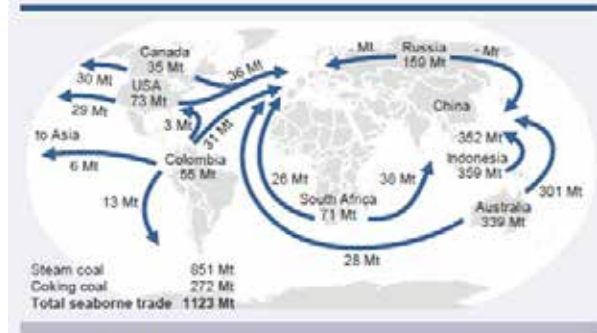 Canada
35 Mt
30 Mt
USA
73 Mt
29 Mt
36 Mt
- Mt
Russia
159 Mt
- Mt
China
3 Mt
31 Mt
to Asia
6 Mt
Colombia
55 Mt
13 Mt
26 Mt
South Africa
71 Mt
38 Mt
352 Mt
Indonesia
359 Mt
301 Mt
Australia
339 Mt
28 Mt
Steam coal 851 Mt
Coking coal 272 Mt
Total seaborne trade 1123 Mt